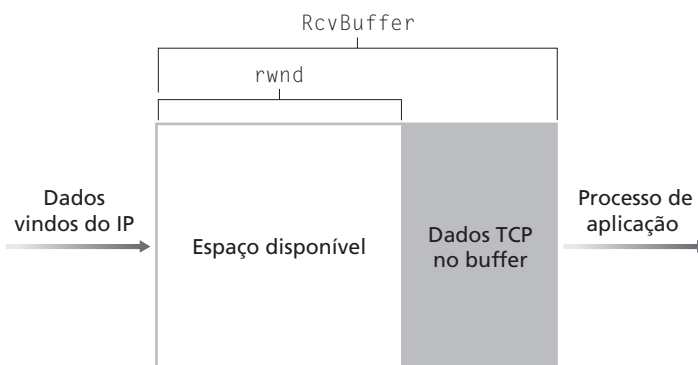 RcvBuffer
rwnd
Dados
vindos do IP
Espaço disponível
Dados TCP
no buffer
Processo de
aplicação